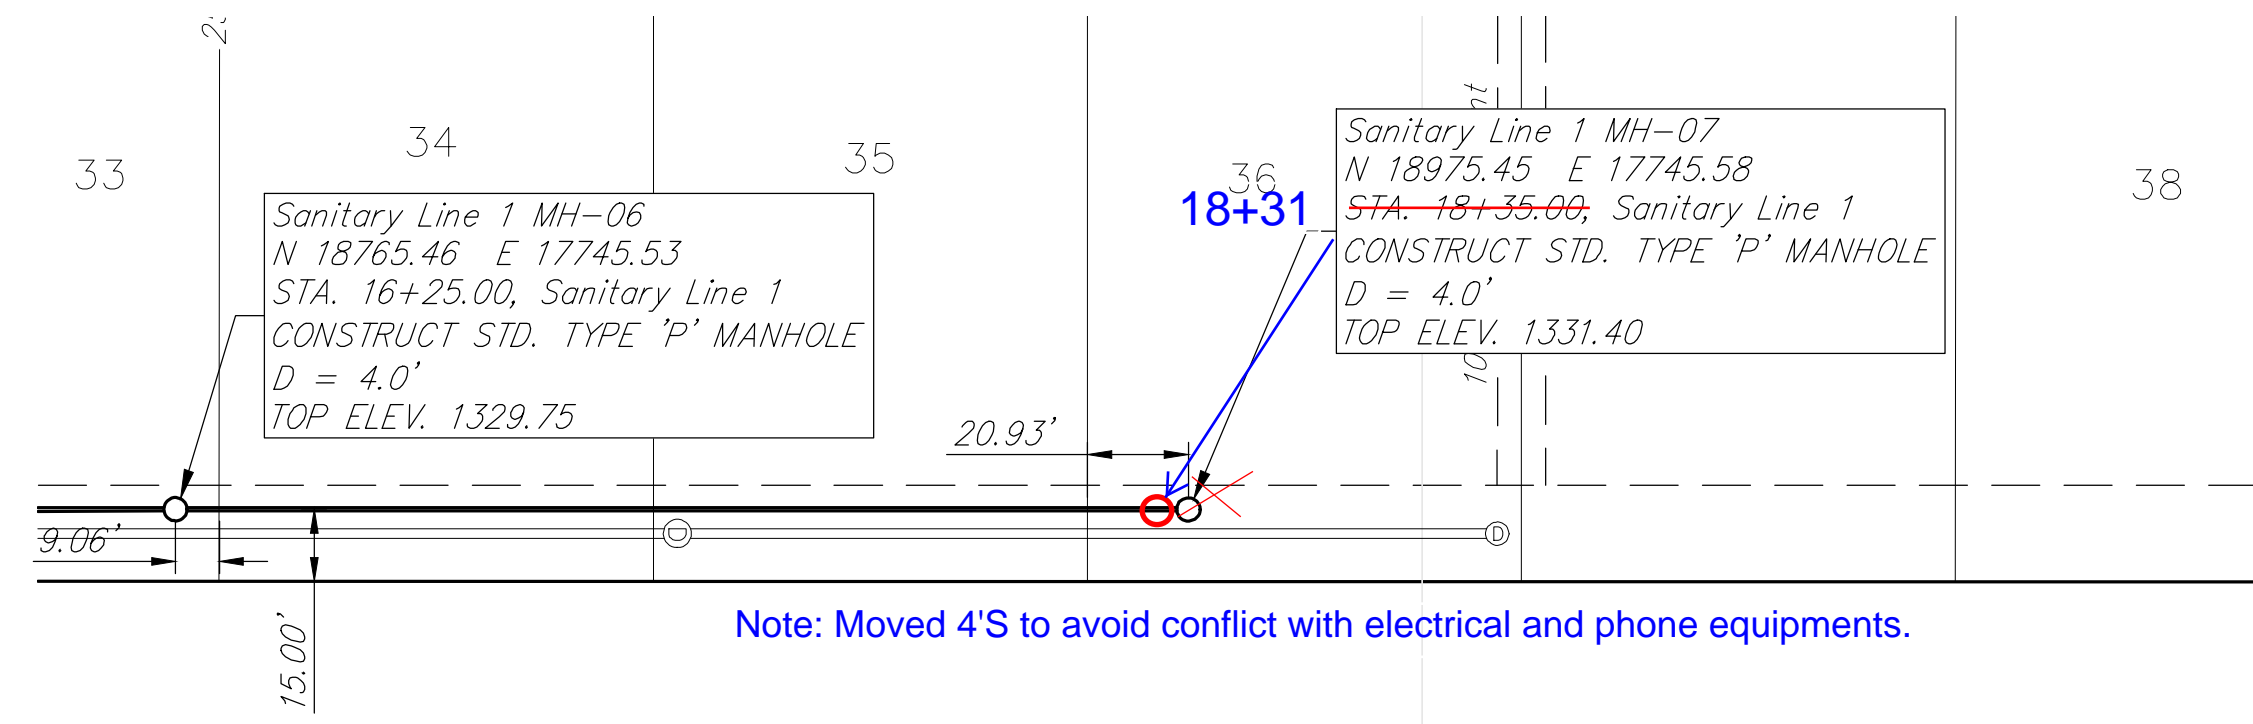 33
34
35
36
38
Sanitary Line 1 MH-06
N 18765.46 E 17745.53
STA. 16+25.00, Sanitary Line 1
CONSTRUCT STD. TYPE 'P' MANHOLE
D = 4.0'
TOP ELEV. 1329.75
18+31
Sanitary Line 1 MH-07
N 18975.45 E 17745.58
STA. 18+35.00, Sanitary Line 1
CONSTRUCT STD. TYPE 'P' MANHOLE
D = 4.0'
TOP ELEV. 1331.40
20.93'
9.06'
D
D
15.00'
Note: Moved 4'S to avoid conflict with electrical and phone equipments.